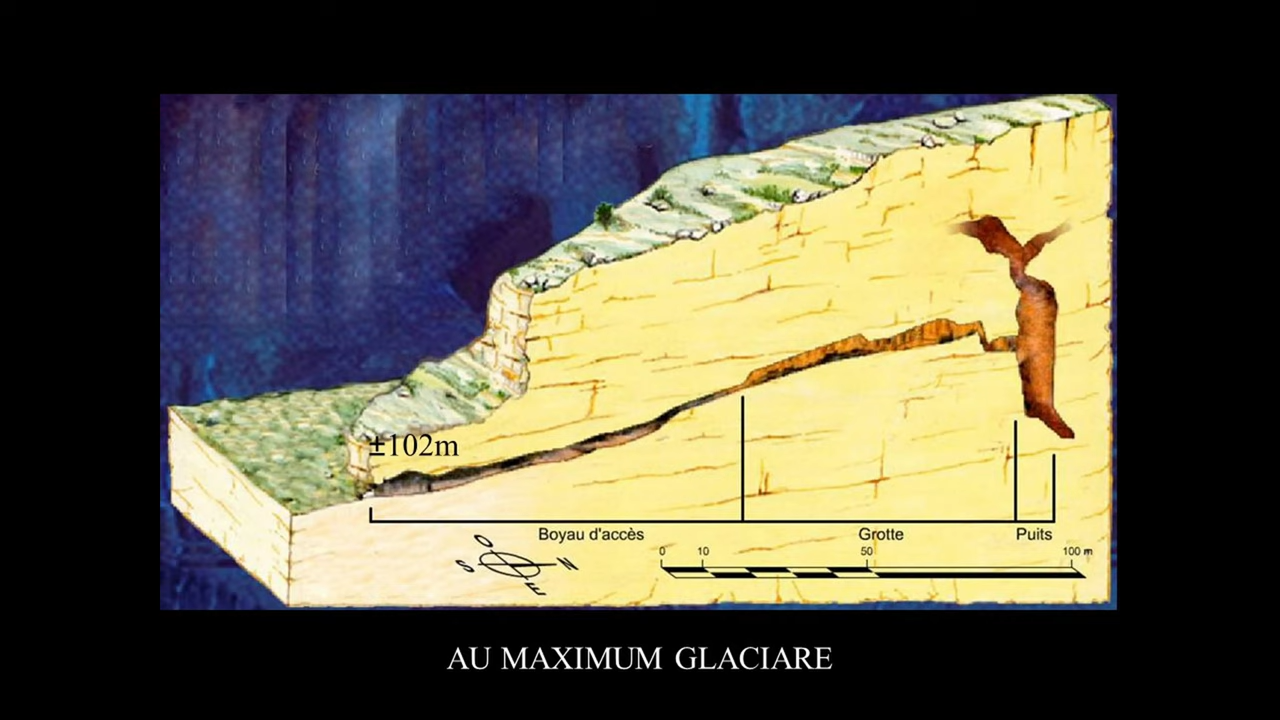 ±102m
Boyau d'accès
Grotte
Puits
0
10
50
100 m
O
S
N
E
AU MAXIMUM GLACIARE